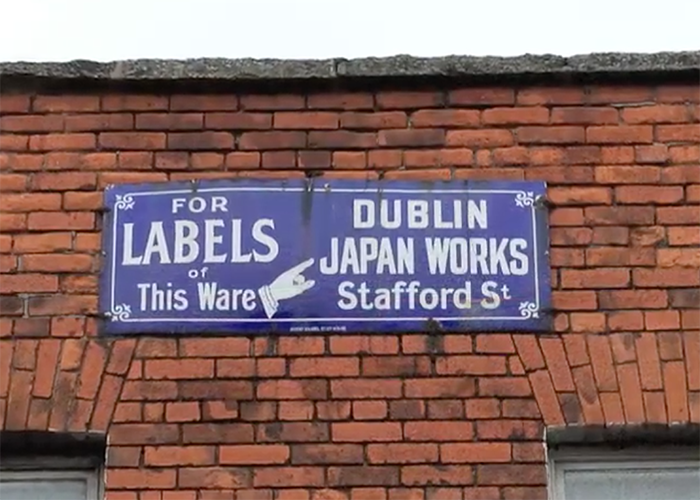 FOR
LABELS
of
This Ware
DUBLIN
JAPAN WORKS
Stafford St